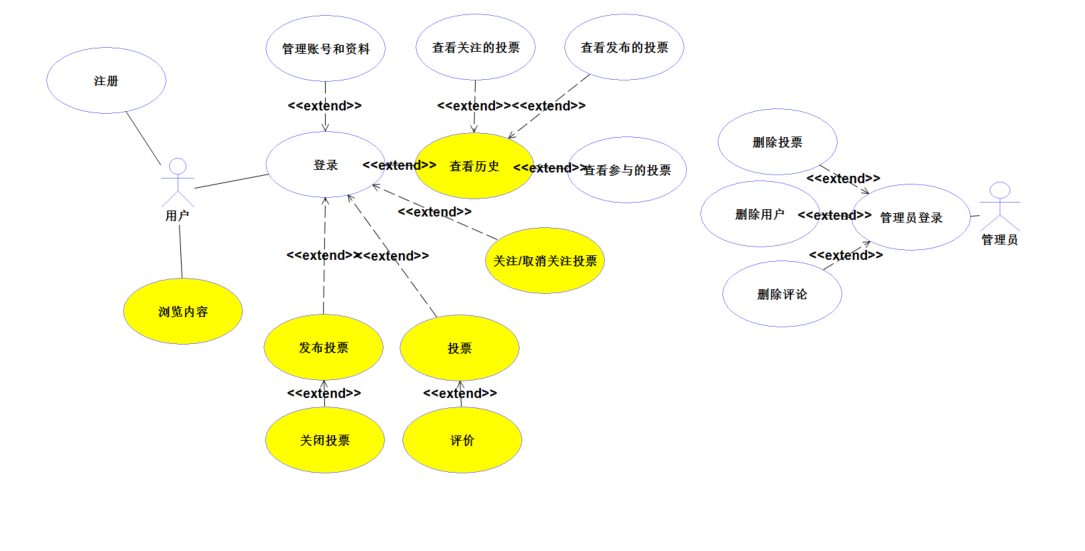 管理账号和资料
查看关注的投票
查看发布的投票
注册
<<extend>>
<<extend>>
<<extend>>
删除投票
登录
<<extend>>
查看历史
<<extend>>
查看参与的投票
<<extend>>
用户
<<extend>>
删除用户
<<extend>>
管理员登录
管理员
<<extend>>
<<extend>>
<<extend>>
关注/取消关注投票
删除评论
浏览内容
发布投票
投票
<<extend>>
<<extend>>
关闭投票
评价